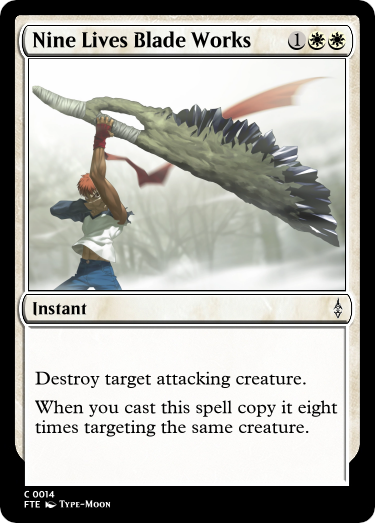 Nine Lives Blade Works 1
Instant
Destroy target attacking creature.
When you cast this spell copy it eight
times targeting the same creature.
C 0014
FTE Type-Moon